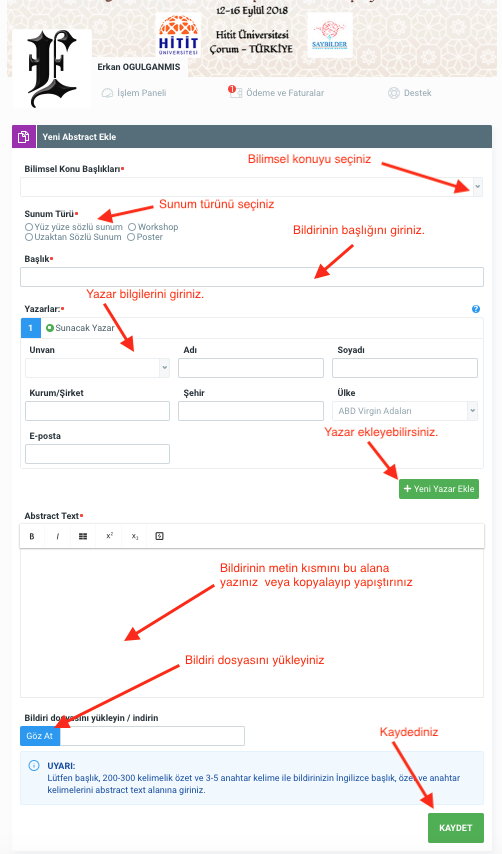 12-16 Eylül 2018
HİTİT
ÜNİVERSİTESİ
Hitit Üniversitesi
Çorum - TÜRKİYE
SAYBİLDER
Erkan OGULGANMIS
İşlem Paneli
1
Ödeme ve Faturalar
Destek
Yeni Abstract Ekle
Bilimsel konuyu seçiniz
Bilimsel Konu Başlıkları•
Sunum türünü seçiniz
Sunum Türü•
Yüz yüze sözlü sunum Workshop
Uzaktan Sözlü Sunum Poster
Bildirinin başlığını giriniz.
Başlık•
Yazar bilgilerini giriniz.
Yazarlar:•
?
1 Sunacak Yazar
Unvan Adı Soyadı
Kurum/Şirket Şehir Ülke
ABD Virgin Adaları
E-posta
Yazar ekleyebilirsiniz.
+ Yeni Yazar Ekle
Abstract Text•
B I x² x₂
Bildirinin metin kısmını bu alana
yazınız veya kopyalayıp yapıştırınız
Bildiri dosyasını yükleyiniz
Bildiri dosyasını yükleyin / indirin
Göz At
Kaydediniz
UYARI:
Lütfen başlık, 200-300 kelimelik özet ve 3-5 anahtar kelime ile bildirinizin İngilizce başlık, özet ve anahtar
kelimelerini abstract text alanına giriniz.
KAYDET